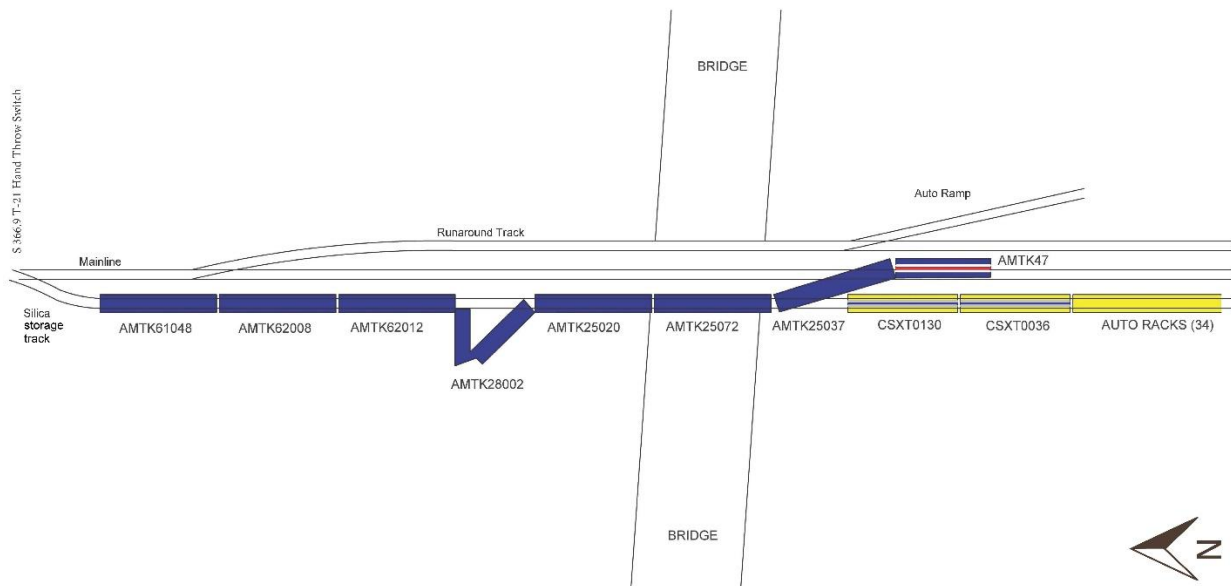 BRIDGE
S 366.9 T-21 Hand Throw Switch
Auto Ramp
Runaround Track
Mainline
AMTK47
Silica
storage
track
AMTK61048
AMTK62008
AMTK62012
AMTK25020
AMTK25072
AMTK25037
CSXT0130
CSXT0036
AUTO RACKS (34)
AMTK28002
BRIDGE
N